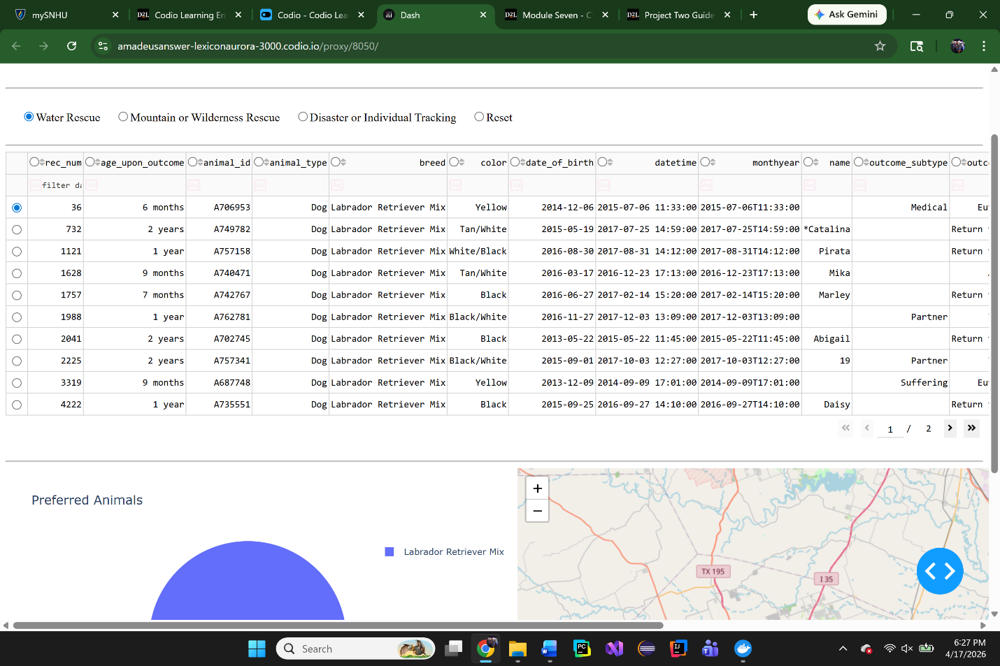 mySNHU
D2L Codio Learning En
Codio - Codio Lea
Dash
D2L Module Seven - C
D2L Project Two Guide
Ask Gemini
amadeusanswer-lexiconaurora-3000.codio.io/proxy/8050/
Water Rescue Mountain or Wilderness Rescue Disaster or Individual Tracking Reset
rec_num age_upon_outcome animal_id animal_type breed color date_of_birth datetime monthyear name outcome_subtype outc
Aa filter da Aa Aa Aa Aa Aa Aa Aa Aa Aa Aa Aa
36 6 months A706953 Dog Labrador Retriever Mix Yellow 2014-12-06 2015-07-06 11:33:00 2015-07-06T11:33:00 Medical Eu
732 2 years A749782 Dog Labrador Retriever Mix Tan/White 2015-05-19 2017-07-25 14:59:00 2017-07-25T14:59:00 *Catalina Return
1121 1 year A757158 Dog Labrador Retriever Mix White/Black 2016-08-30 2017-08-31 14:12:00 2017-08-31T14:12:00 Pirata Return
1628 9 months A740471 Dog Labrador Retriever Mix Tan/White 2016-03-17 2016-12-23 17:13:00 2016-12-23T17:13:00 Mika
1757 7 months A742767 Dog Labrador Retriever Mix Black 2016-06-27 2017-02-14 15:20:00 2017-02-14T15:20:00 Marley Return
1988 1 year A762781 Dog Labrador Retriever Mix Black/White 2016-11-27 2017-12-03 13:09:00 2017-12-03T13:09:00 Partner
2041 2 years A702745 Dog Labrador Retriever Mix Black 2013-05-22 2015-05-22 11:45:00 2015-05-22T11:45:00 Abigail Return
2225 2 years A757341 Dog Labrador Retriever Mix Black/White 2015-09-01 2017-10-03 12:27:00 2017-10-03T12:27:00 19 Partner
3319 9 months A687748 Dog Labrador Retriever Mix Yellow 2013-12-09 2014-09-09 17:01:00 2014-09-09T17:01:00 Suffering Eu
4222 1 year A735551 Dog Labrador Retriever Mix Black 2015-09-25 2016-09-27 14:10:00 2016-09-27T14:10:00 Daisy Return
1 / 2
Preferred Animals
Labrador Retriever Mix
+
−
TX 195
I 35
Search
6:27 PM
4/17/2026